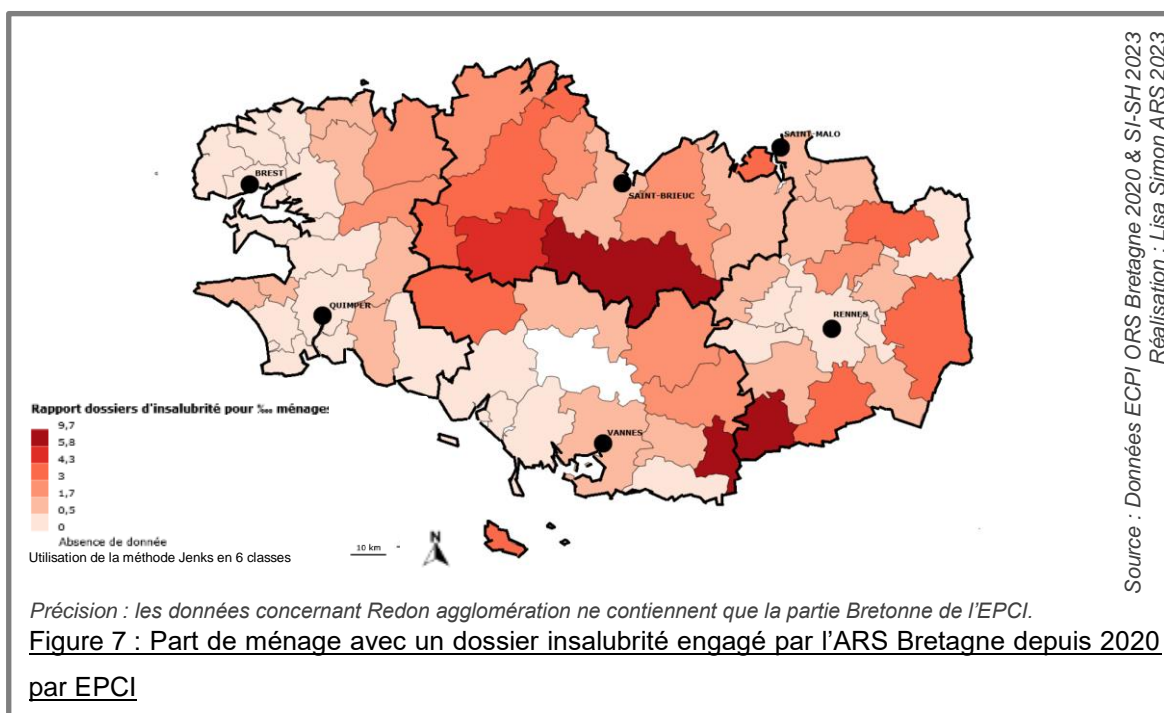 SAINT-MALO
BREST
SAINT-BRIEUC
QUIMPER
RENNES
VANNES
Rapport dossiers d'insalubrité pour ‱ ménages
9,7
5,8
4,3
3
1,7
0,5
0
Absence de donnée
Utilisation de la méthode Jenks en 6 classes
10 km
N
Source : Données ECPI ORS Bretagne 2020 & SI-SH 2023
Réalisation : Lisa Simon ARS 2023
Précision : les données concernant Redon agglomération ne contiennent que la partie Bretonne de l'EPCI.
Figure 7 : Part de ménage avec un dossier insalubrité engagé par l'ARS Bretagne depuis 2020
par EPCI